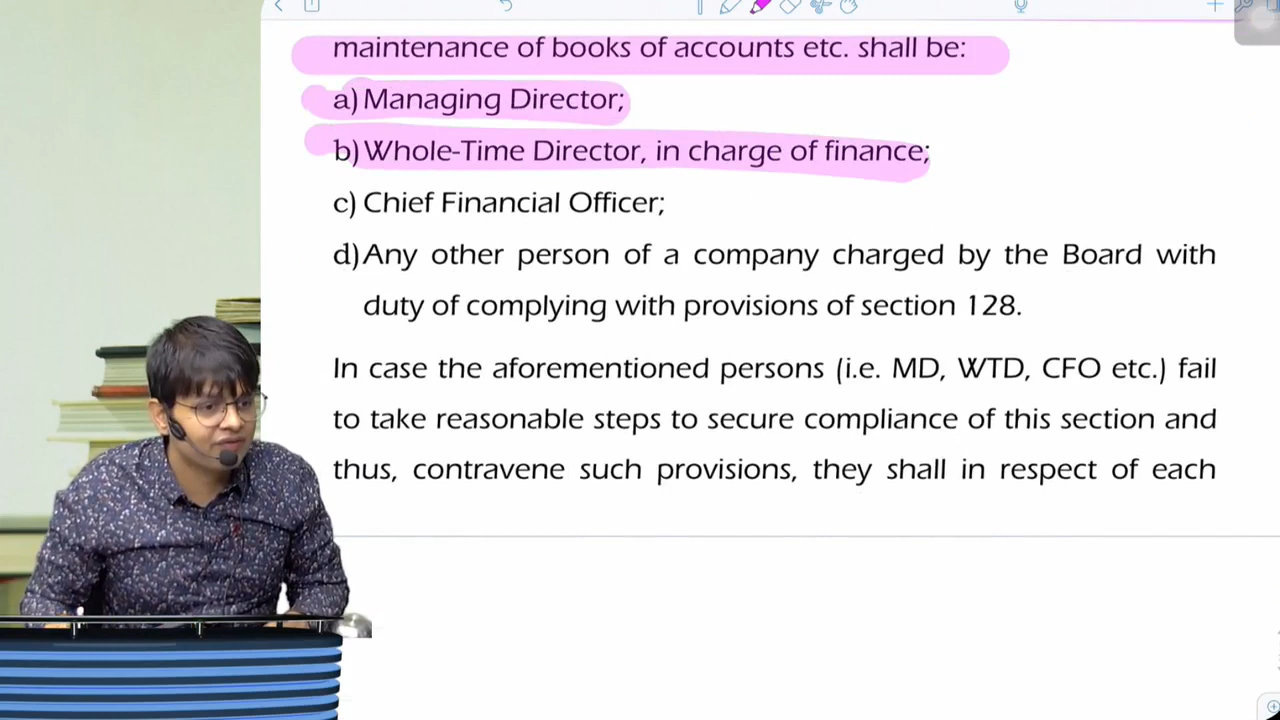 maintenance of books of accounts etc. shall be:
a) Managing Director;
b) Whole-Time Director, in charge of finance;
c) Chief Financial Officer;
d) Any other person of a company charged by the Board with
duty of complying with provisions of section 128.
In case the aforementioned persons (i.e. MD, WTD, CFO etc.) fail
to take reasonable steps to secure compliance of this section and
thus, contravene such provisions, they shall in respect of each